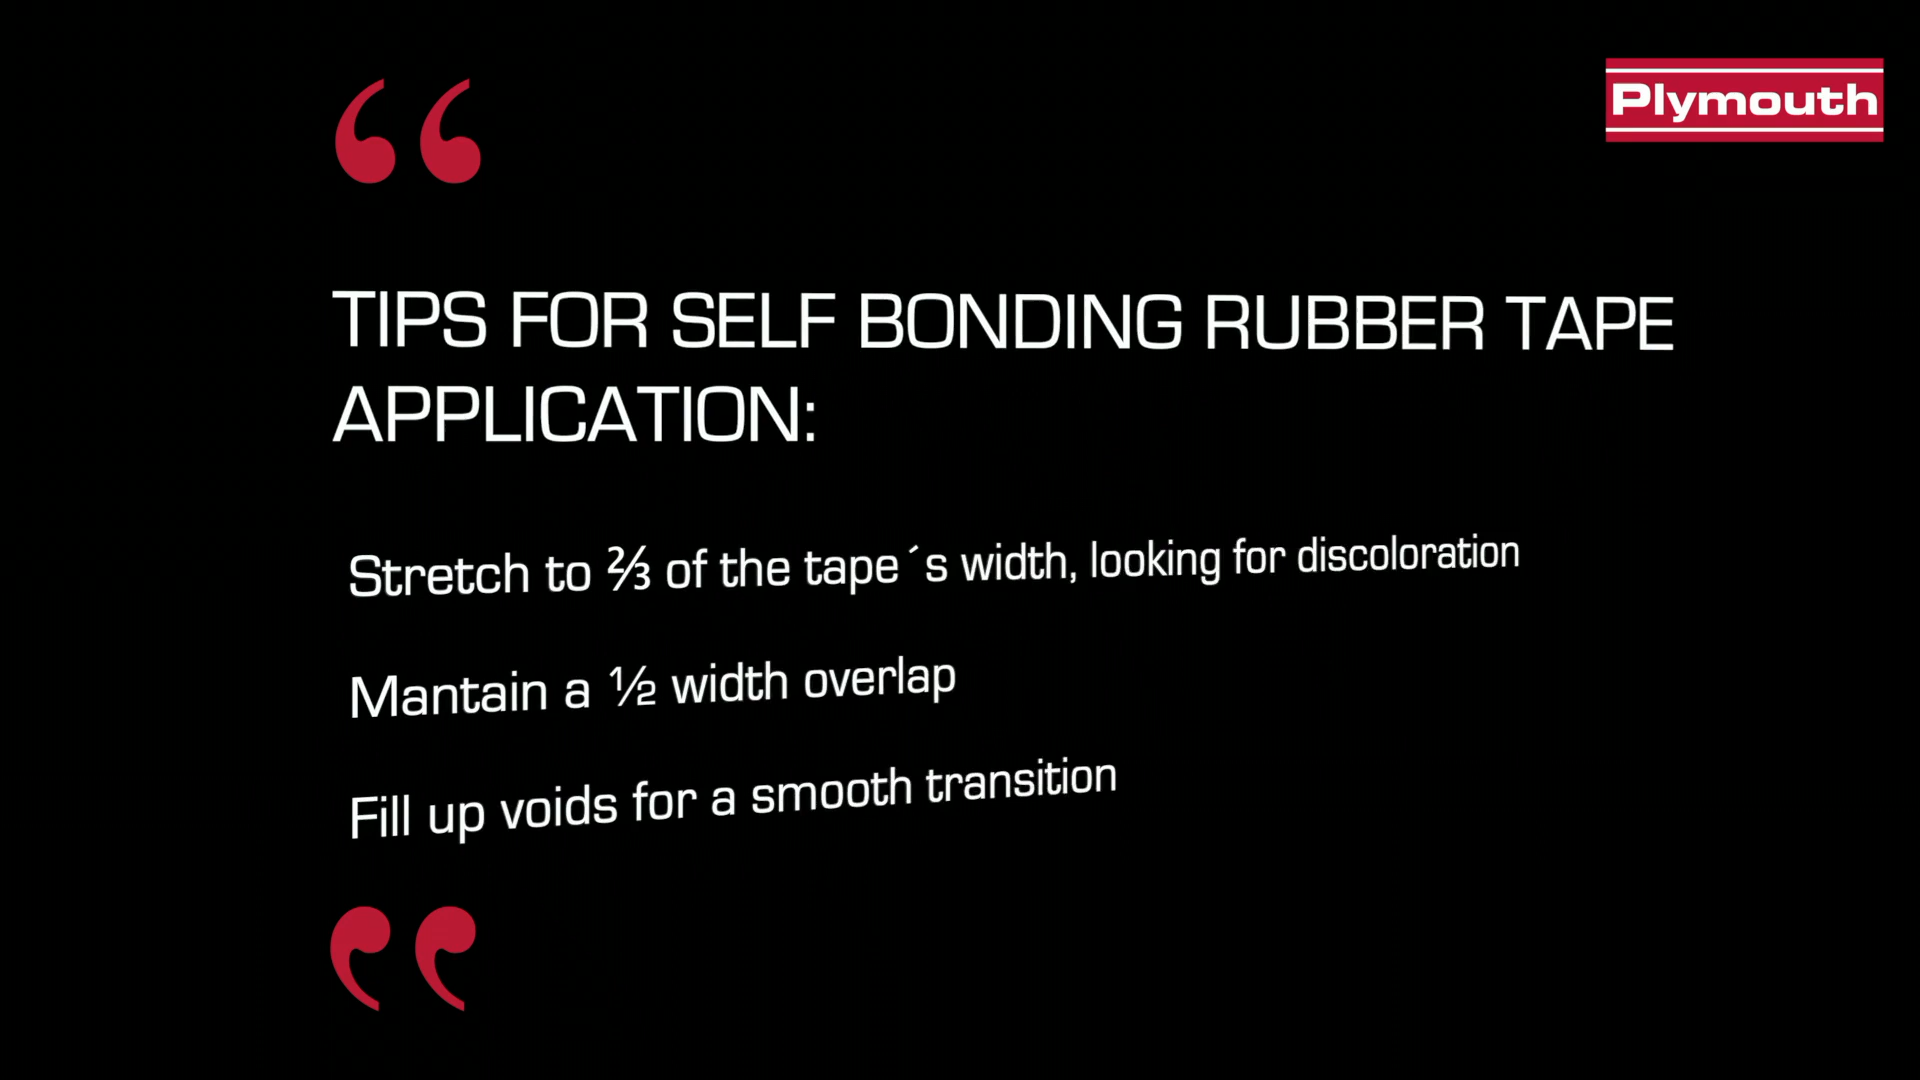 Plymouth
TIPS FOR SELF BONDING RUBBER TAPE
APPLICATION:
Stretch to ⅔ of the tape´s width, looking for discoloration
Mantain a ½ width overlap
Fill up voids for a smooth transition